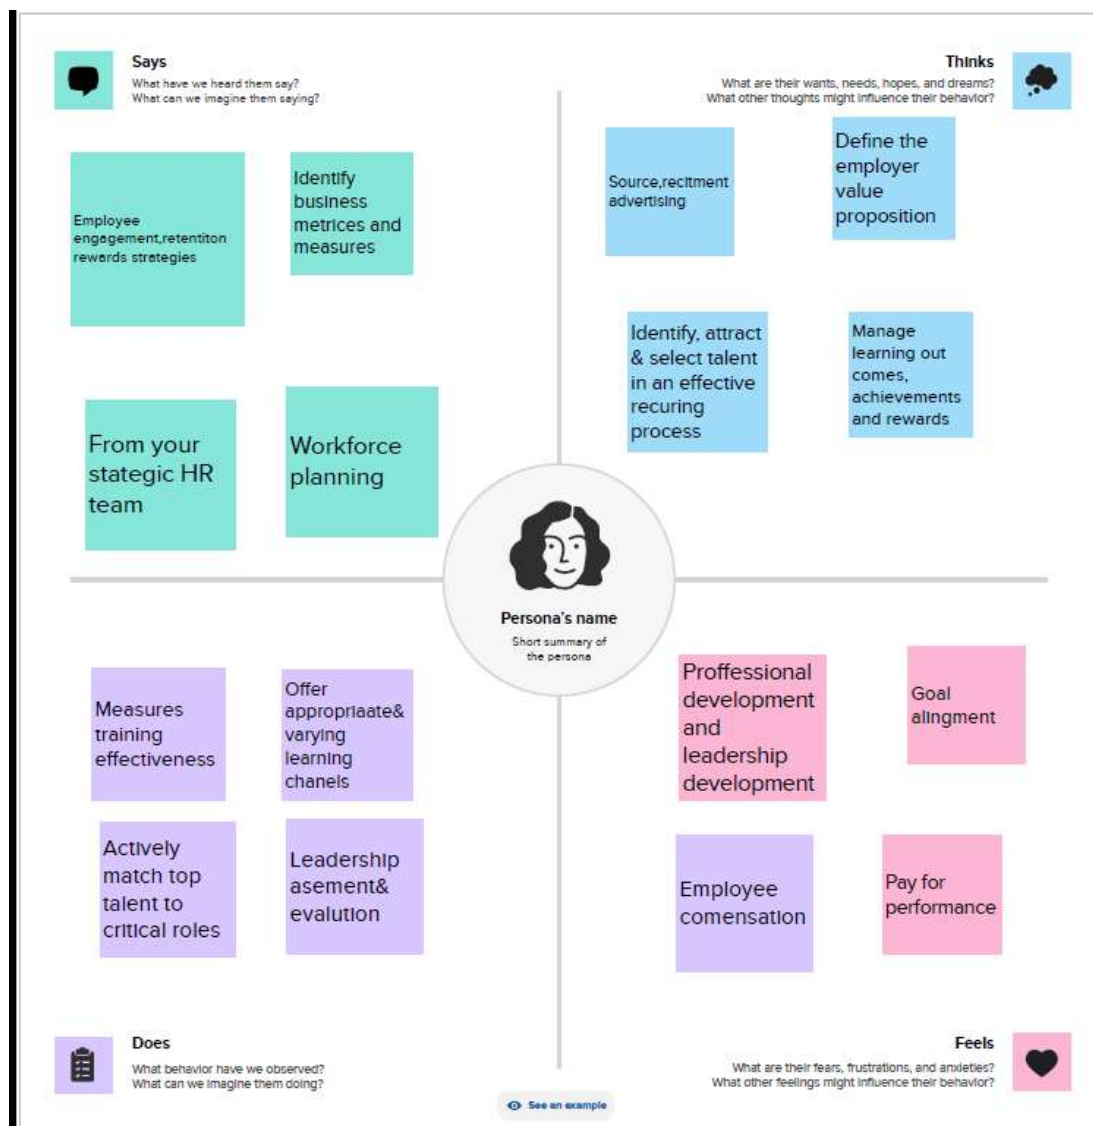 Says
What have we heard them say?
What can we imagine them saying?
Thinks
What are their wants, needs, hopes, and dreams?
What other thoughts might influence their behavior?
Employee
engagement,retentiton
rewards strategies
Identify
business
metrices and
measures
Source,recitment
advertising
Define the
employer
value
proposition
From your
stategic HR
team
Workforce
planning
Identify, attract
& select talent
in an effective
recuring
process
Manage
learning out
comes,
achievements
and rewards
Persona's name
Short summary of
the persona
Measures
training
effectiveness
Offer
appropriaate&
varying
learning
chanels
Actively
match top
talent to
critical roles
Leadership
asement&
evalution
Proffessional
development
and
leadership
development
Goal
alingment
Employee
comensation
Pay for
performance
Does
What behavior have we observed?
What can we imagine them doing?
Feels
What are their fears, frustrations, and anxieties?
What other feelings might influence their behavior?
See an example